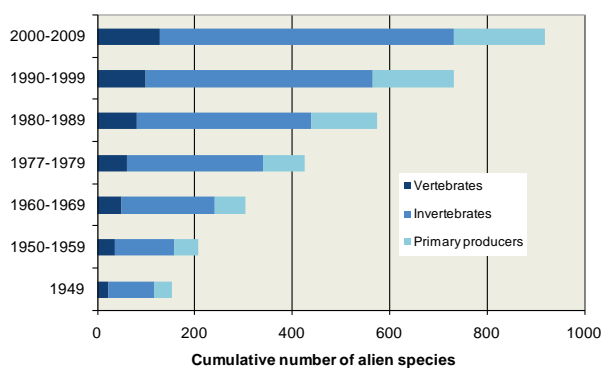 2000-2009
1990-1999
1980-1989
1977-1979
1960-1969
1950-1959
1949
Vertebrates
Invertebrates
Primary producers
0 200 400 600 800 1000
Cumulative number of alien species